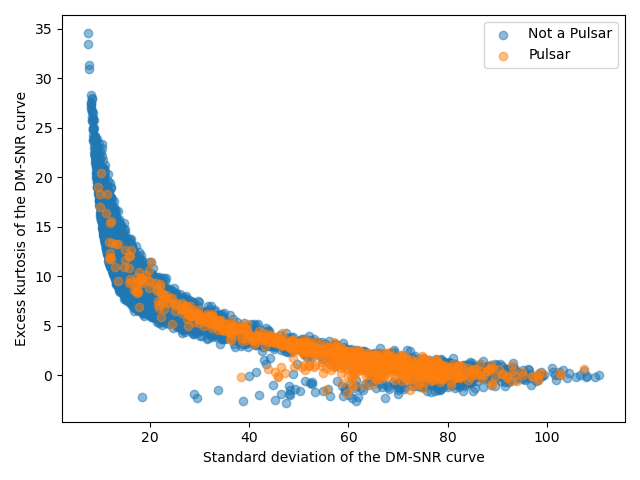 Not a Pulsar
Pulsar
35
30
25
20
15
10
5
0
Excess kurtosis of the DM-SNR curve
20 40 60 80 100
Standard deviation of the DM-SNR curve